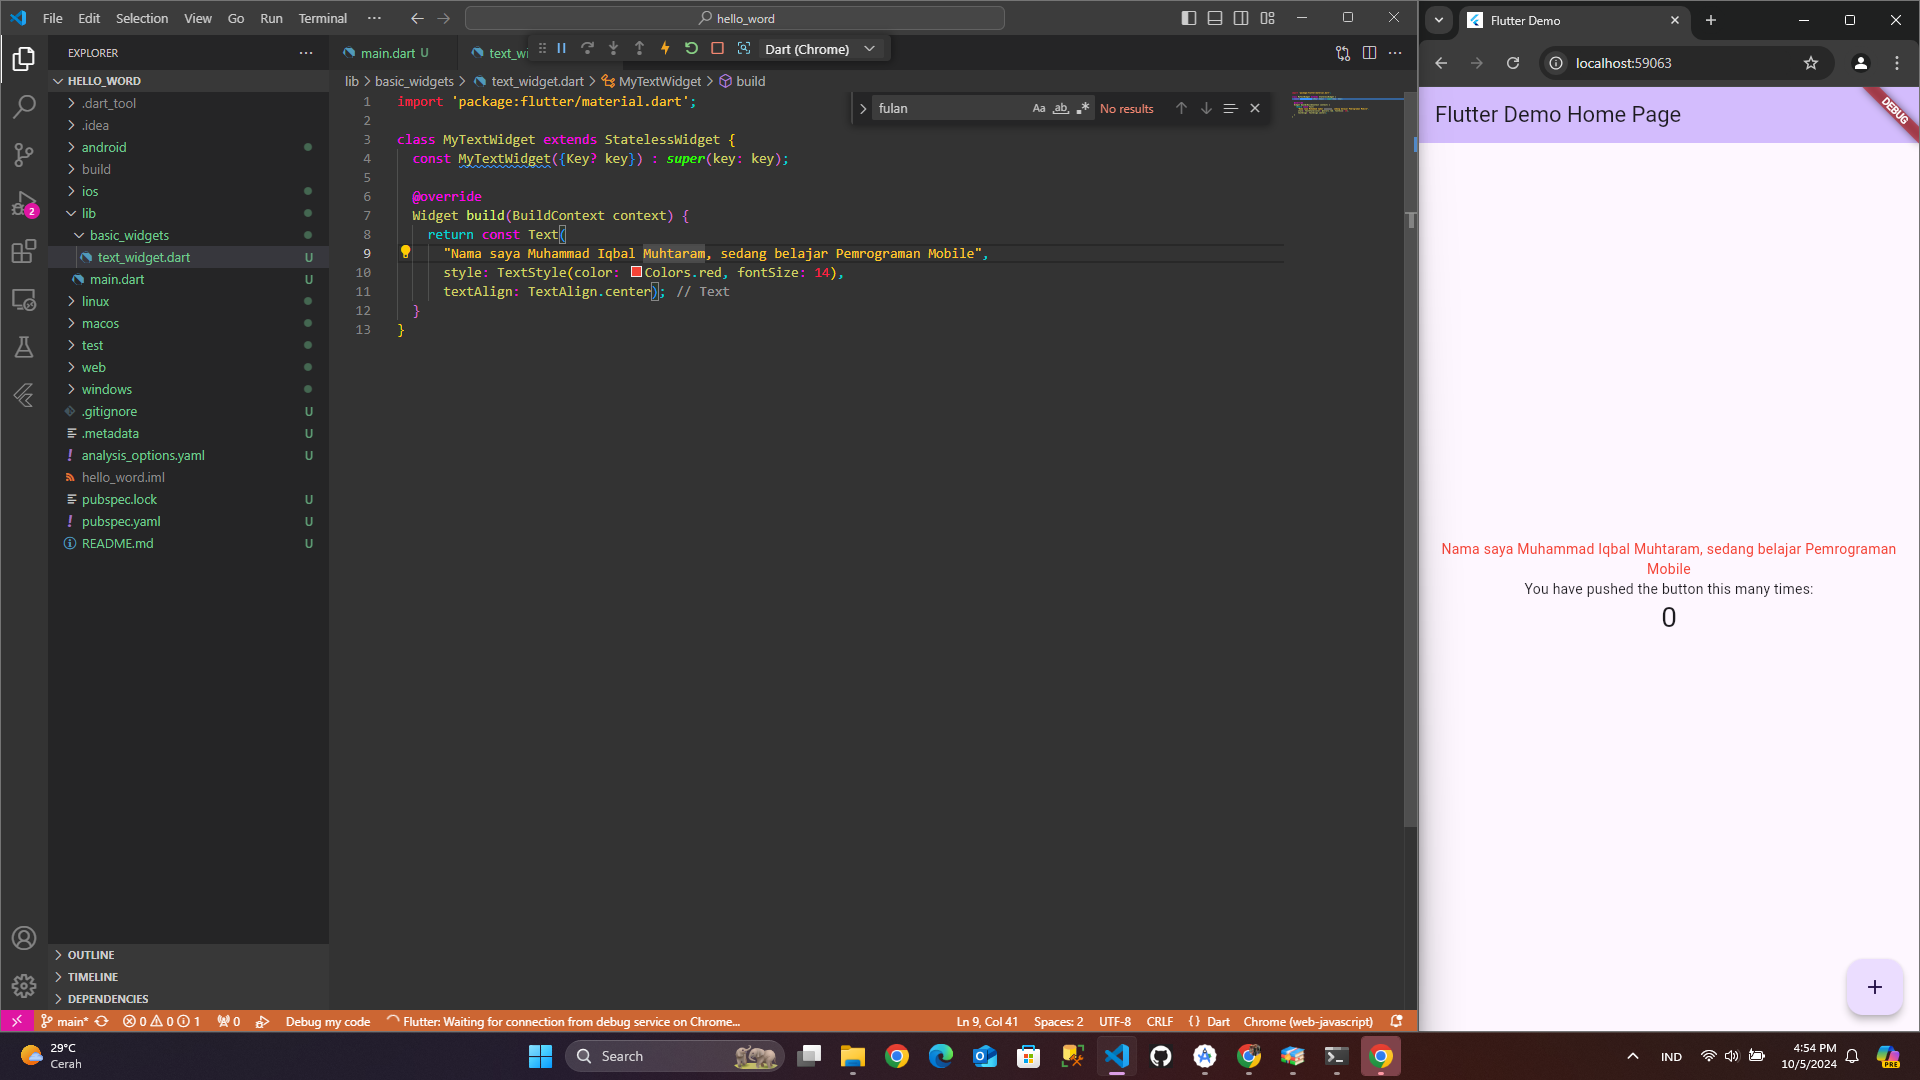 File Edit Selection View Go Run Terminal ···
hello_word
EXPLORER
HELLO_WORD
.dart_tool
.idea
android
build
ios
lib
basic_widgets
text_widget.dart U
main.dart U
linux
macos
test
web
windows
.gitignore U
.metadata U
analysis_options.yaml U
hello_word.iml
pubspec.lock U
pubspec.yaml U
README.md U
OUTLINE
TIMELINE
DEPENDENCIES
2
main.dart U
text_wi
Dart (Chrome)
lib > basic_widgets > text_widget.dart > MyTextWidget > build
fulan
Aa ab .*
No results
1 import 'package:flutter/material.dart';
2
3 class MyTextWidget extends StatelessWidget {
4 const MyTextWidget({Key? key}) : super(key: key);
5
6 @override
7 Widget build(BuildContext context) {
8 return const Text(
9 "Nama saya Muhammad Iqbal Muhtaram, sedang belajar Pemrograman Mobile",
10 style: TextStyle(color: Colors.red, fontSize: 14),
11 textAlign: TextAlign.center); // Text
12 }
13 }
main* 0 0 1 0 Debug my code Flutter: Waiting for connection from debug service on Chrome...
Ln 9, Col 41 Spaces: 2 UTF-8 CRLF { } Dart Chrome (web-javascript)
Flutter Demo
localhost:59063
Flutter Demo Home Page
DEBUG
Nama saya Muhammad Iqbal Muhtaram, sedang belajar Pemrograman
Mobile
You have pushed the button this many times:
0
+
29°C
Cerah
Search
IND
4:54 PM
10/5/2024
PRE